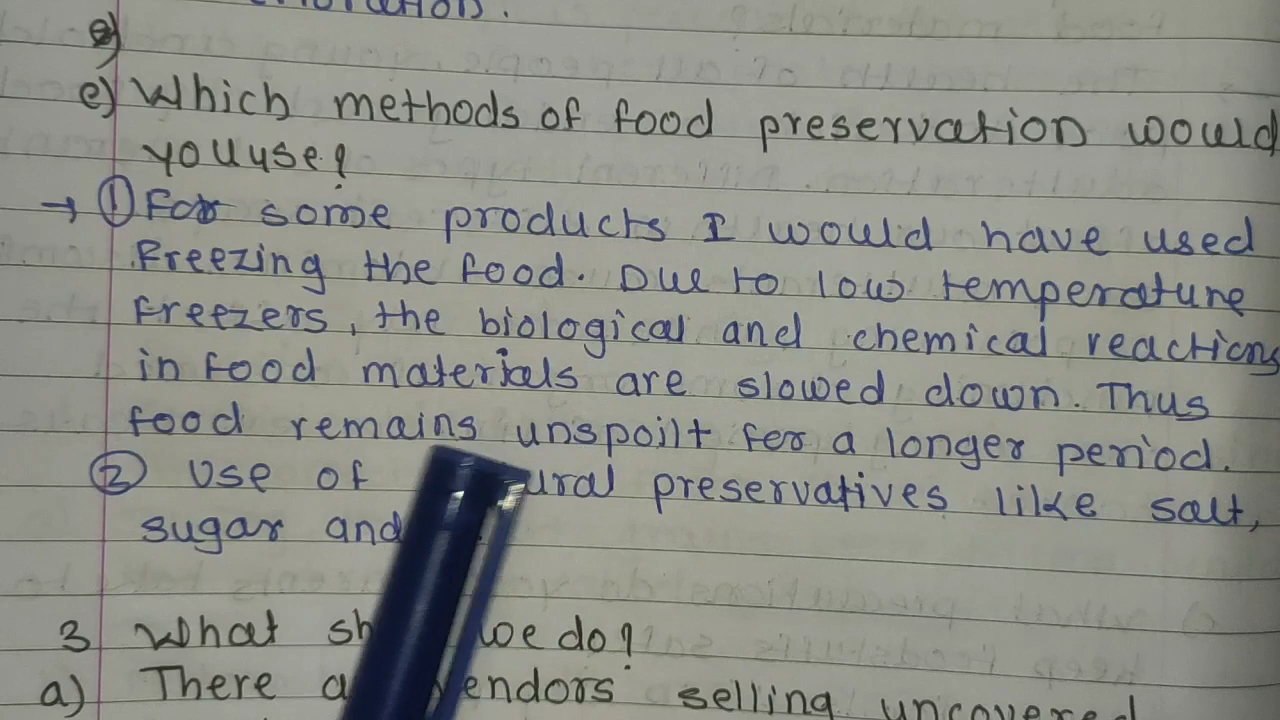 e)
e) Which methods of food preservation would
you use?
→ ① For some products I would have used
freezing the food. Due to low temperature
freezers, the biological and chemical reactions
in food materials are slowed down. Thus
food remains unspoilt for a longer period.
② Use of preservatives like salt,
sugar and
3 What we do?
a) There vendors selling uncovered